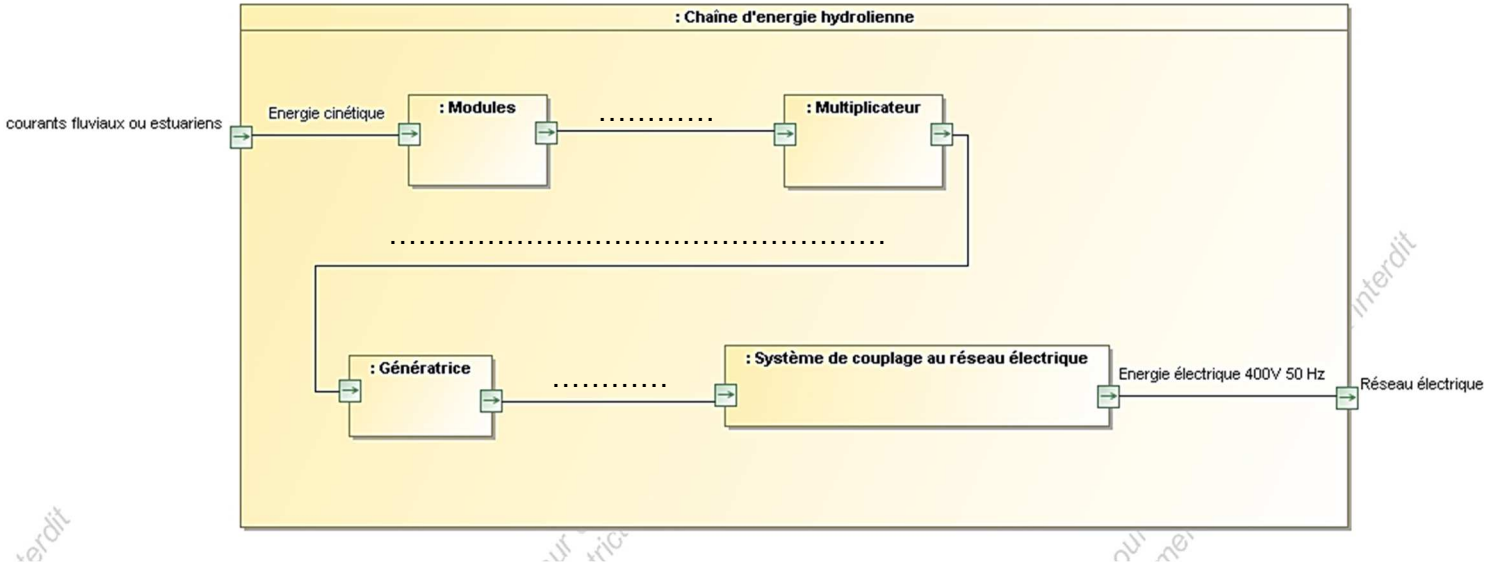 : Chaîne d'energie hydrolienne
courants fluviaux ou estuariens
Energie cinétique
: Modules
............
: Multiplicateur
..................................................
: Génératrice
............
: Système de couplage au réseau électrique
Energie électrique 400V 50 Hz
Réseau électrique
interdit